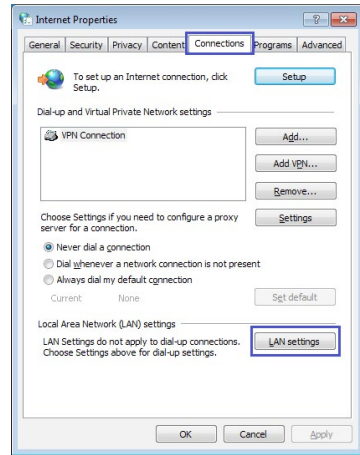 Internet Properties
General Security Privacy Content Connections Programs Advanced
To set up an Internet connection, click
Setup.
Setup
Dial-up and Virtual Private Network settings
VPN Connection
Add...
Add VPN...
Remove...
Choose Settings if you need to configure a proxy
server for a connection.
Settings
Never dial a connection
Dial whenever a network connection is not present
Always dial my default connection
Current None
Set default
Local Area Network (LAN) settings
LAN Settings do not apply to dial-up connections.
Choose Settings above for dial-up settings.
LAN settings
OK Cancel Apply